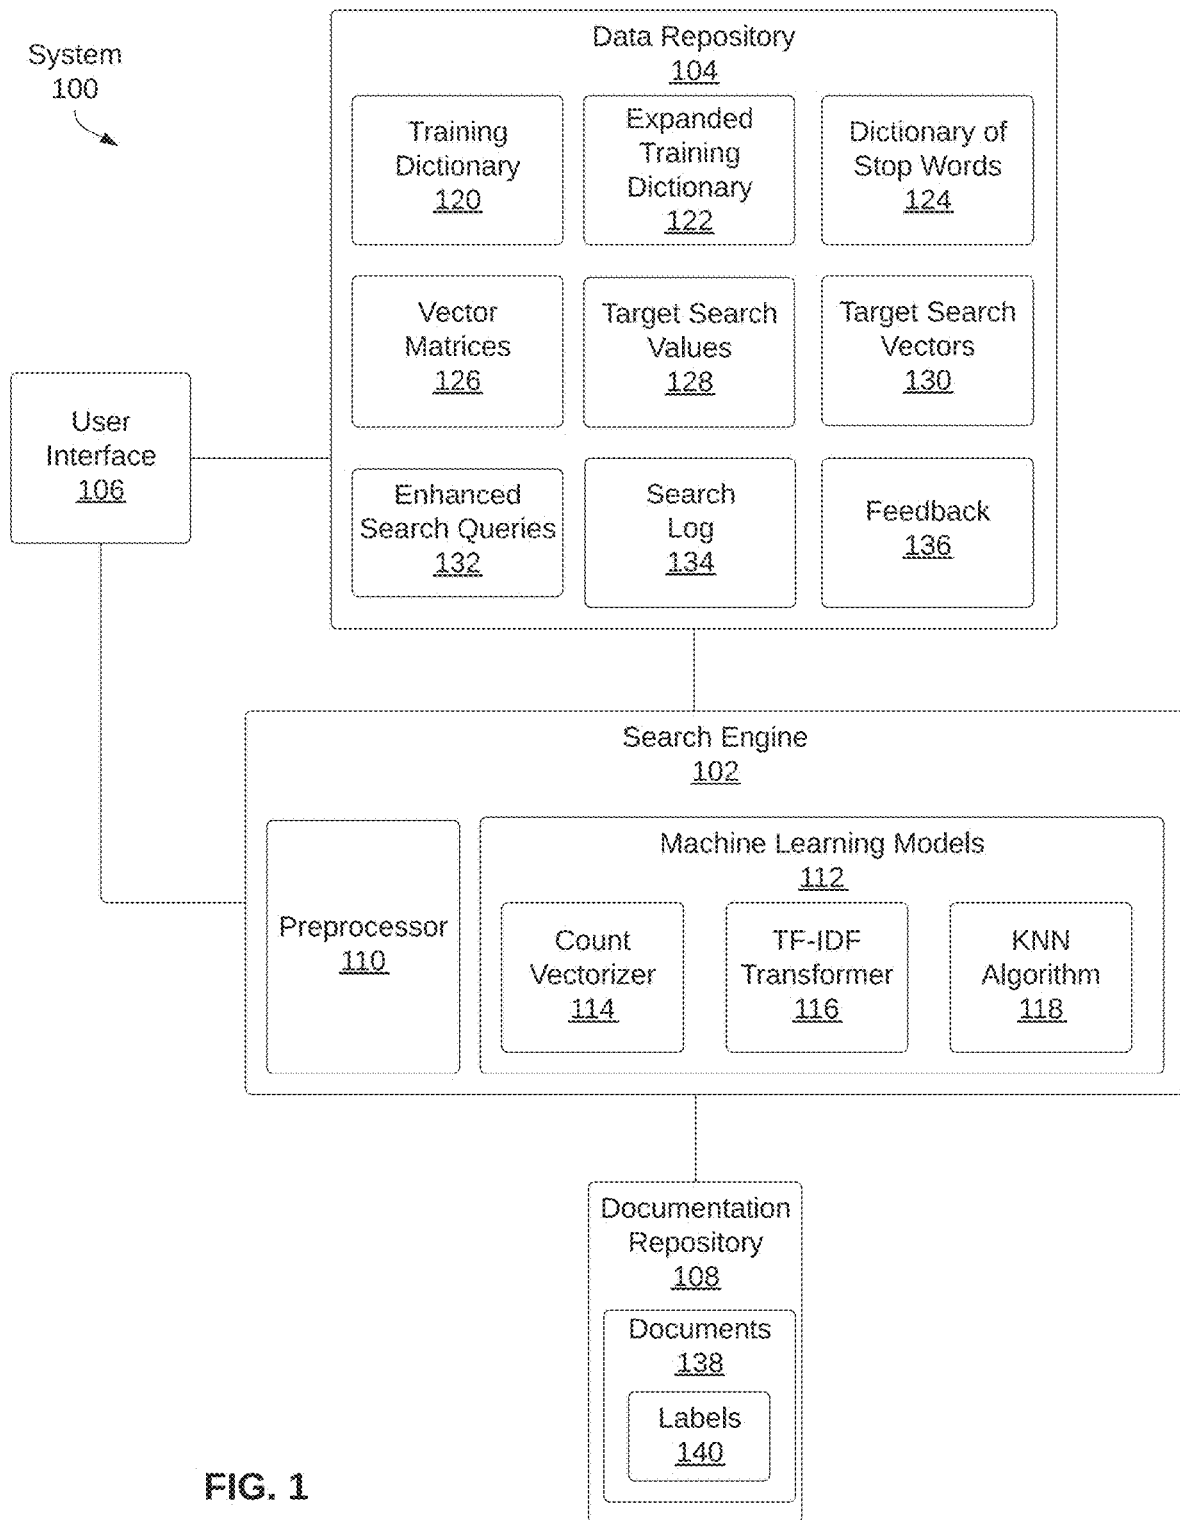 System
100
Data Repository
104
Training
Dictionary
120
Expanded
Training
Dictionary
122
Dictionary of
Stop Words
124
Vector
Matrices
126
Target Search
Values
128
Target Search
Vectors
130
User
Interface
106
Enhanced
Search Queries
132
Search
Log
134
Feedback
136
Search Engine
102
Preprocessor
110
Machine Learning Models
112
Count
Vectorizer
114
TF-IDF
Transformer
116
KNN
Algorithm
118
Documentation
Repository
108
Documents
138
Labels
140
FIG. 1